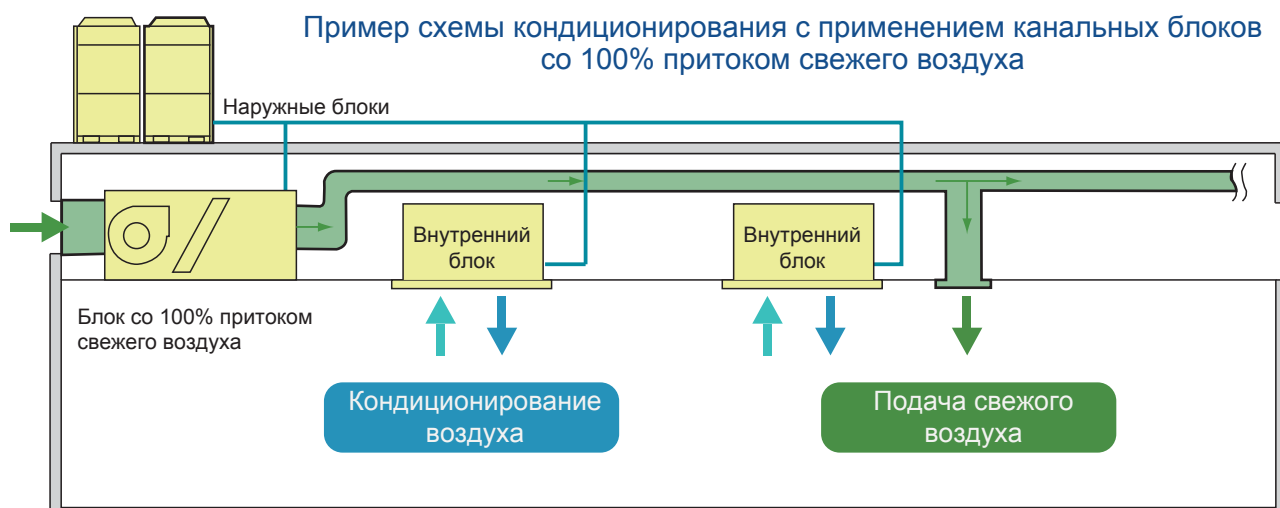 Пример схемы кондиционирования с применением канальных блоков
со 100% притоком свежего воздуха
Наружные блоки
Внутренний
блок
Внутренний
блок
Блок со 100% притоком
свежего воздуха
Кондиционирование
воздуха
Подача свежого
воздуха